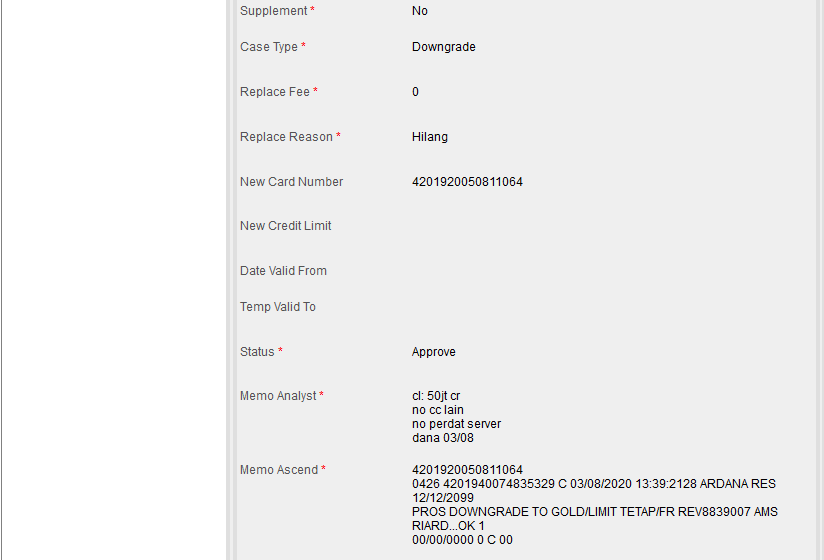 Supplement * No
Case Type * Downgrade
Replace Fee * 0
Replace Reason * Hilang
New Card Number 4201920050811064
New Credit Limit
Date Valid From
Temp Valid To
Status * Approve
Memo Analyst * cl: 50jt cr
no cc lain
no perdat server
dana 03/08
Memo Ascend * 4201920050811064
0426 4201940074835329 C 03/08/2020 13:39:2128 ARDANA RES
12/12/2099
PROS DOWNGRADE TO GOLD/LIMIT TETAP/FR REV8839007 AMS
RIARD...OK 1
00/00/0000 0 C 00